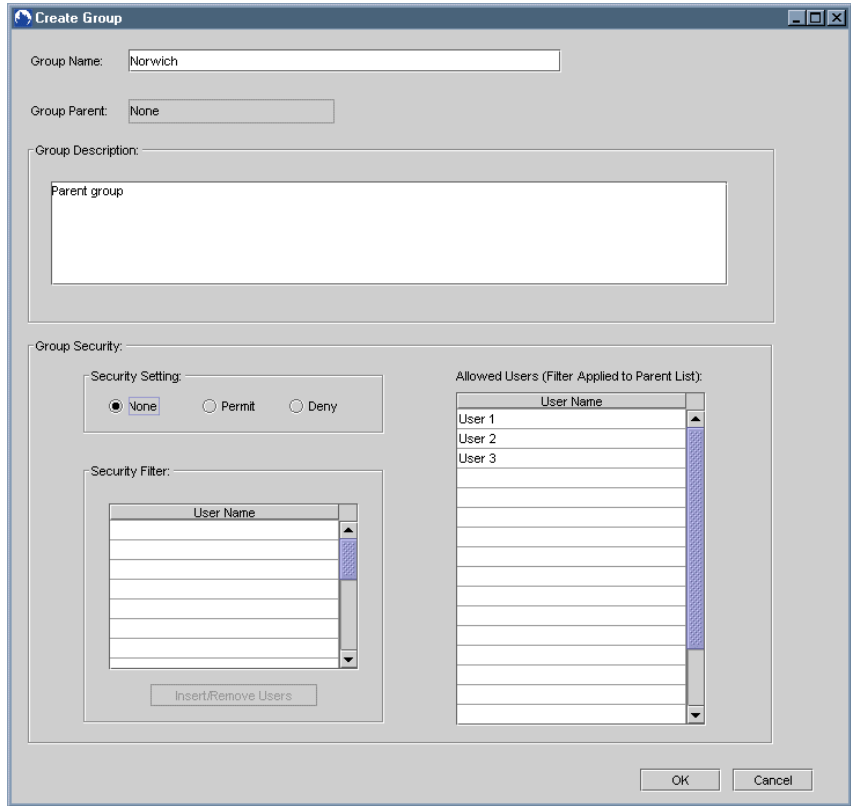 Create Group
Group Name: Norwich
Group Parent: None
Group Description:
Parent group
Group Security:
Security Setting:
None Permit Deny
Allowed Users (Filter Applied to Parent List):
User Name
User 1
User 2
User 3
Security Filter:
User Name
Insert/Remove Users
OK Cancel